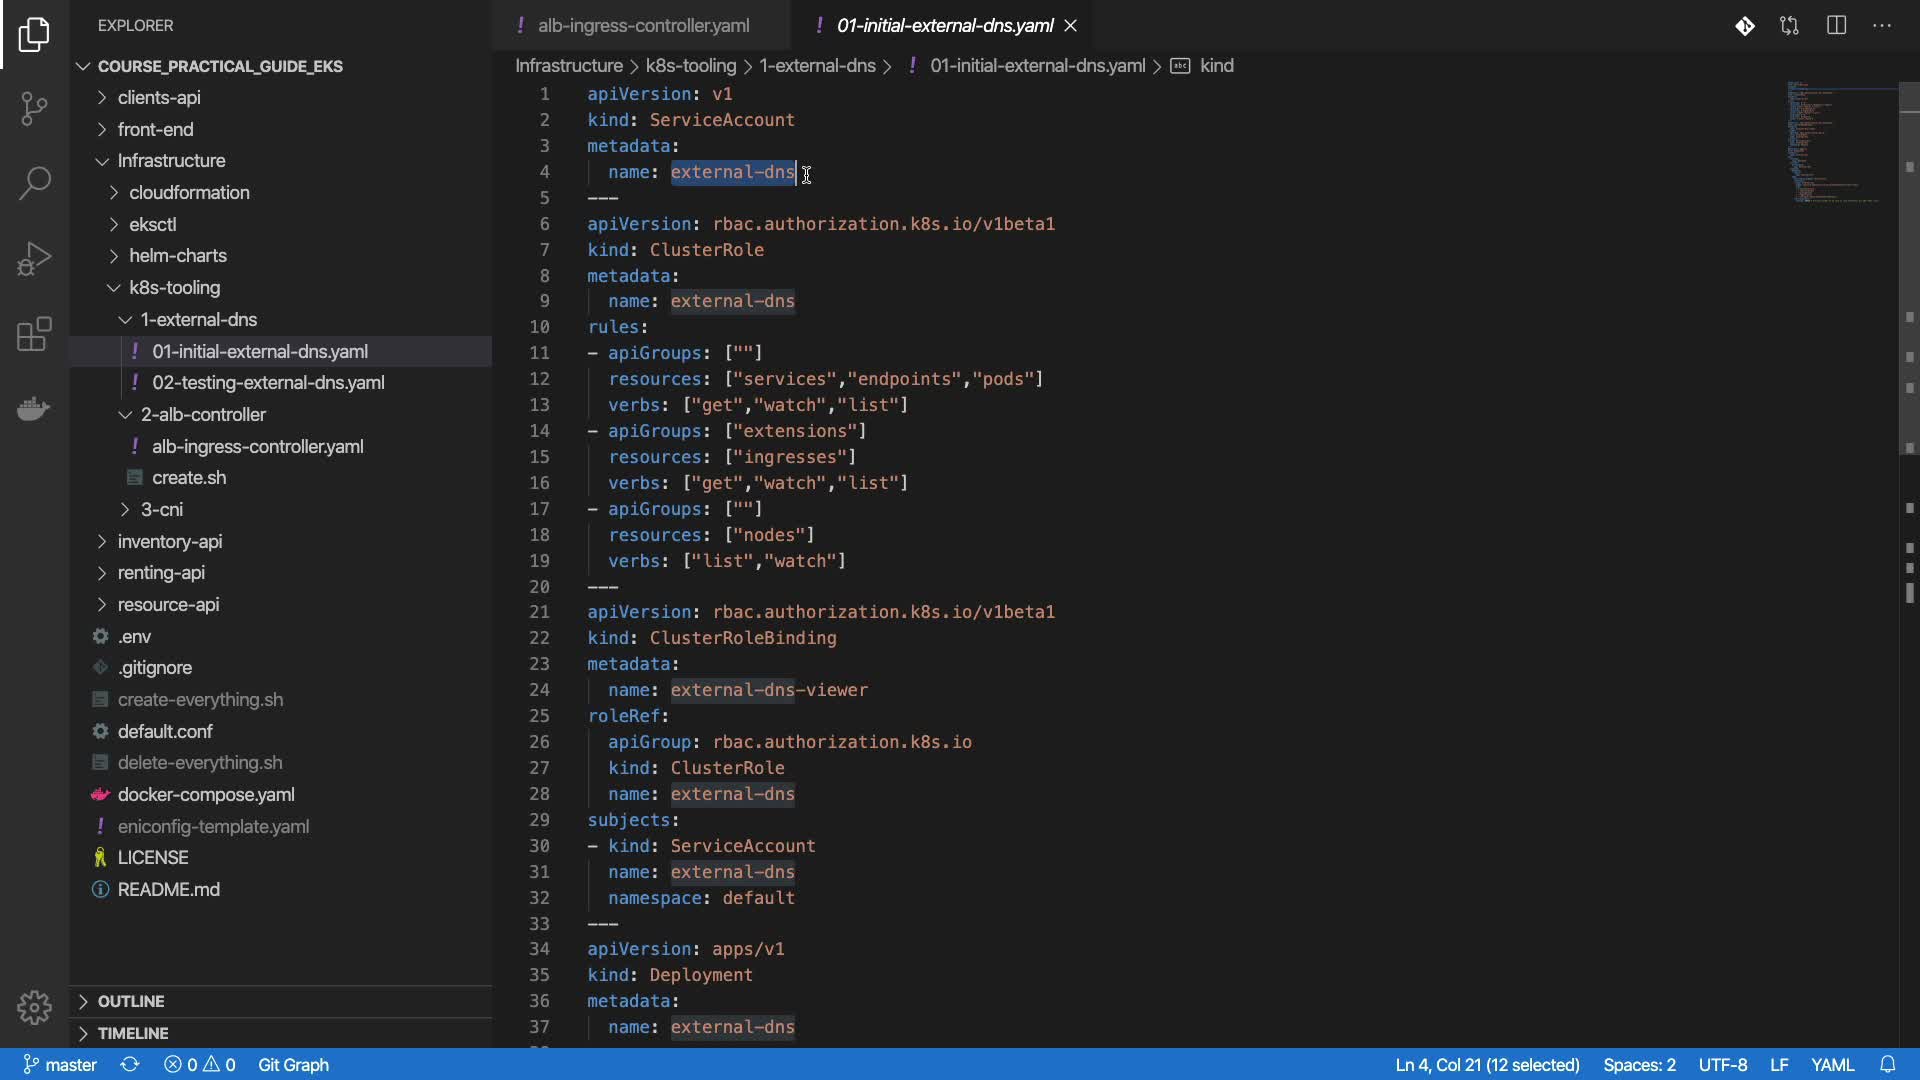 EXPLORER
COURSE_PRACTICAL_GUIDE_EKS
clients-api
front-end
Infrastructure
cloudformation
eksctl
helm-charts
k8s-tooling
1-external-dns
! 01-initial-external-dns.yaml
! 02-testing-external-dns.yaml
2-alb-controller
! alb-ingress-controller.yaml
create.sh
3-cni
inventory-api
renting-api
resource-api
.env
.gitignore
create-everything.sh
default.conf
delete-everything.sh
docker-compose.yaml
! eniconfig-template.yaml
LICENSE
README.md
OUTLINE
TIMELINE
! alb-ingress-controller.yaml ! 01-initial-external-dns.yaml
Infrastructure > k8s-tooling > 1-external-dns > ! 01-initial-external-dns.yaml > abc kind
1 apiVersion: v1
2 kind: ServiceAccount
3 metadata:
4 name: external-dns
5 ---
6 apiVersion: rbac.authorization.k8s.io/v1beta1
7 kind: ClusterRole
8 metadata:
9 name: external-dns
10 rules:
11 - apiGroups: [""]
12 resources: ["services","endpoints","pods"]
13 verbs: ["get","watch","list"]
14 - apiGroups: ["extensions"]
15 resources: ["ingresses"]
16 verbs: ["get","watch","list"]
17 - apiGroups: [""]
18 resources: ["nodes"]
19 verbs: ["list","watch"]
20 ---
21 apiVersion: rbac.authorization.k8s.io/v1beta1
22 kind: ClusterRoleBinding
23 metadata:
24 name: external-dns-viewer
25 roleRef:
26 apiGroup: rbac.authorization.k8s.io
27 kind: ClusterRole
28 name: external-dns
29 subjects:
30 - kind: ServiceAccount
31 name: external-dns
32 namespace: default
33 ---
34 apiVersion: apps/v1
35 kind: Deployment
36 metadata:
37 name: external-dns
master 0 0 Git Graph Ln 4, Col 21 (12 selected) Spaces: 2 UTF-8 LF YAML